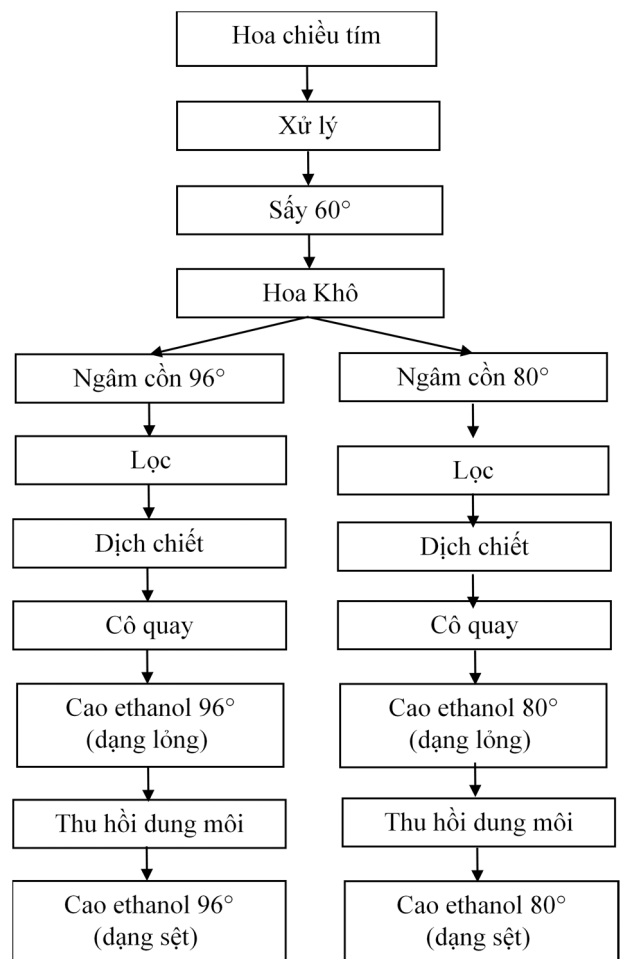 Hoa chiều tím
Xử lý
Sấy 60°
Hoa Khô
Ngâm cồn 96°
Lọc
Dịch chiết
Cô quay
Cao ethanol 96°
(dạng lỏng)
Thu hồi dung môi
Cao ethanol 96°
(dạng sệt)
Ngâm cồn 80°
Lọc
Dịch chiết
Cô quay
Cao ethanol 80°
(dạng lỏng)
Thu hồi dung môi
Cao ethanol 80°
(dạng sệt)